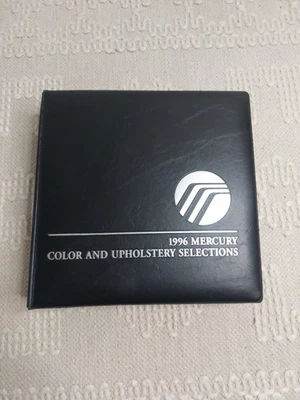 1996 MERCURY
COLOR AND UPHOLSTERY SELECTIONS